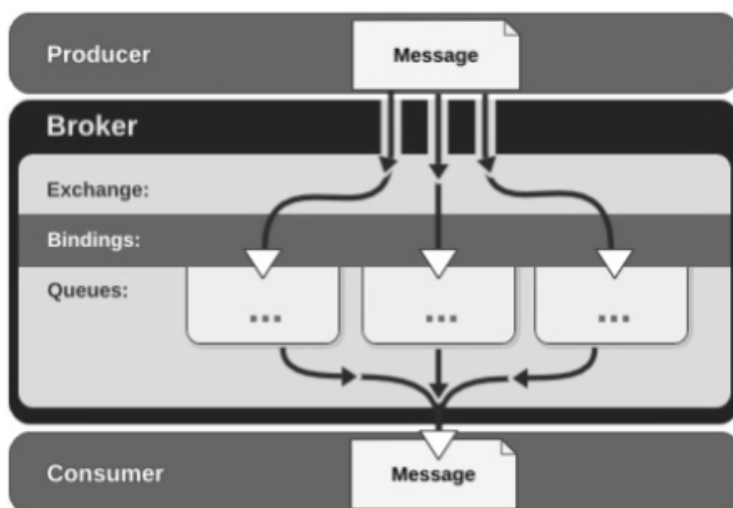 Producer
Message
Broker
Exchange:
Bindings:
Queues:
... ... ...
Consumer
Message